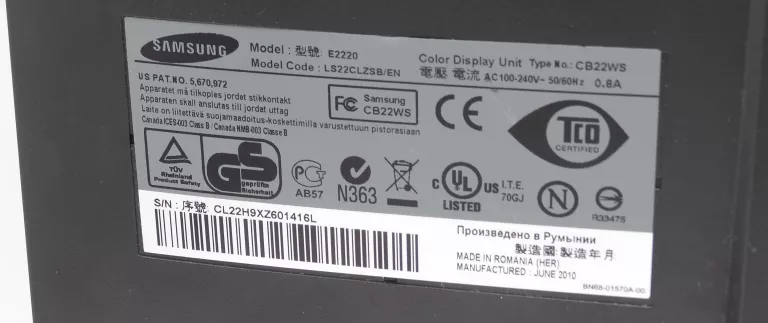 SAMSUNG
Model : 型號: E2220
Model Code : LS22CLZSB/EN
Color Display Unit Type No.: CB22WS
電壓 電流 AC100-240V~ 50/60Hz 0.8A
US PAT.NO. 5,670,972
Apparatet må tilkoples jordet stikkontakt
Apparaten skall anslutas till jordat uttag
Laite on liitettävä suojamaadoitus-koskettimilla varustettuun pistorasiaan
Canada ICES-003 Class B / Canada NMB-003 Classe B
FC Samsung
CB22WS
CE
TCO
CERTIFIED
TÜV
Rheinland
Product Safety
GS
geprüfte
Sicherheit
PG
AB57
N363
C UL US
LISTED
I.T.E.
70GJ
N
R33475
S/N : 序號: CL22H9XZ601416L
Произведено в Румынии
製造國 製造年月
MADE IN ROMANIA (HER)
MANUFACTURED : JUNE 2010
BN68-01570A-00